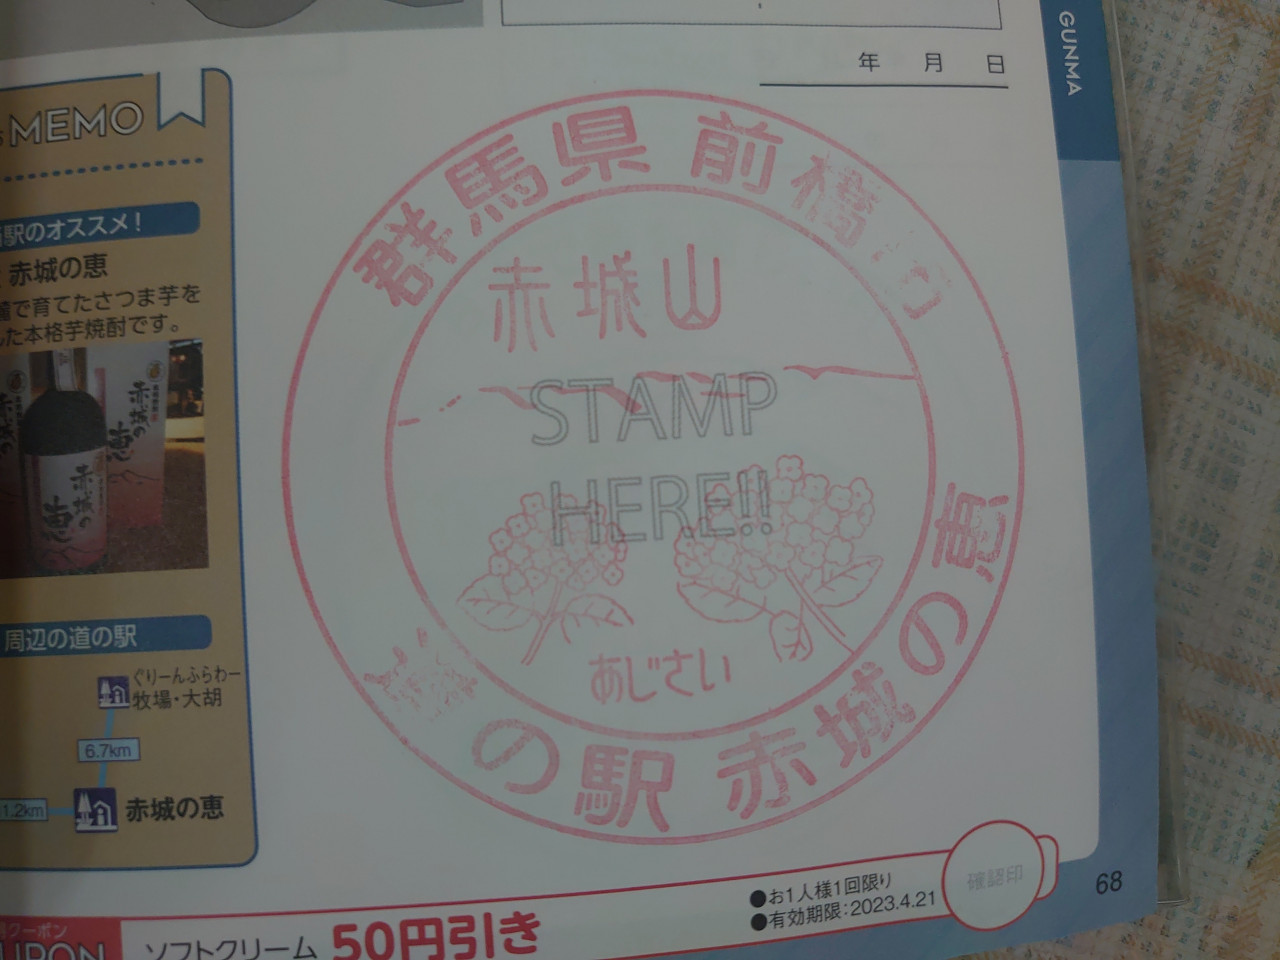 GUNMA
年 月 日
MEMO
駅のオススメ!
赤城の恵
で育てたさつま芋を
した本格芋焼酎です。
赤城の恵
赤城の恵
周辺の道の駅
ぐりーんふらわー
牧場・大胡
6.7km
1.2km
赤城の恵
群馬県 前橋
赤城山
STAMP
HERE!!
あじさい
の駅 赤城の恵
クーポン
UPON
ソフトクリーム 50円引き
●お1人様1回限り
●有効期限:2023.4.21
確認印
68